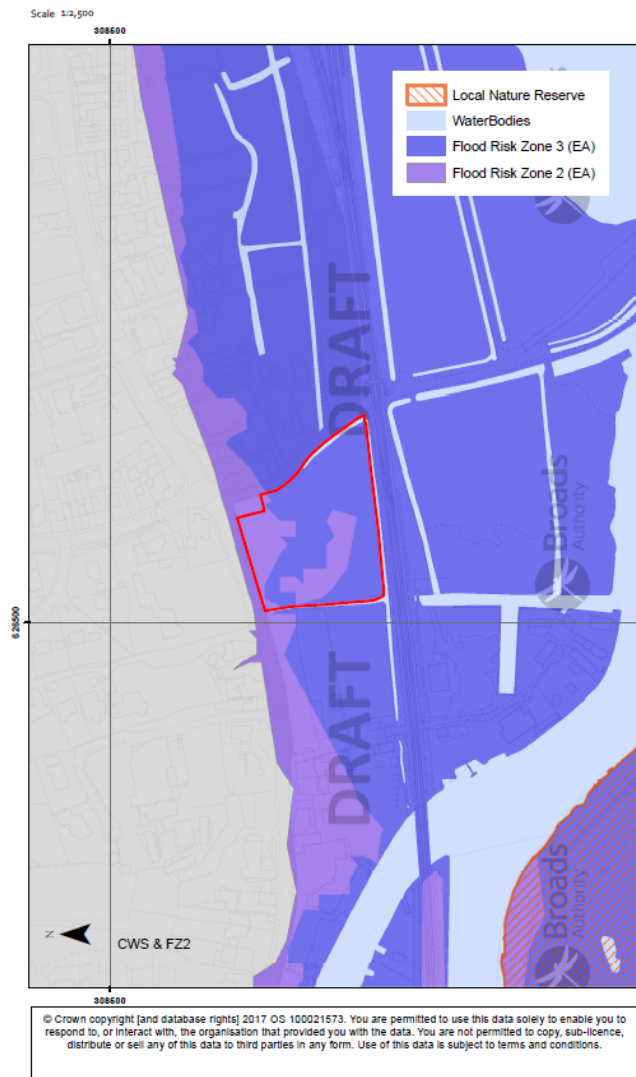 Scale 1:2,500
308500
Local Nature Reserve
WaterBodies
Flood Risk Zone 3 (EA)
Flood Risk Zone 2 (EA)
DRAFT
Broads
Authority
626500
DRAFT
Broads
Authority
N
CWS & FZ2
308500
© Crown copyright [and database rights] 2017 OS 100021573. You are permitted to use this data solely to enable you to
respond to, or interact with, the organisation that provided you with the data. You are not permitted to copy, sub-licence,
distribute or sell any of this data to third parties in any form. Use of this data is subject to terms and conditions.